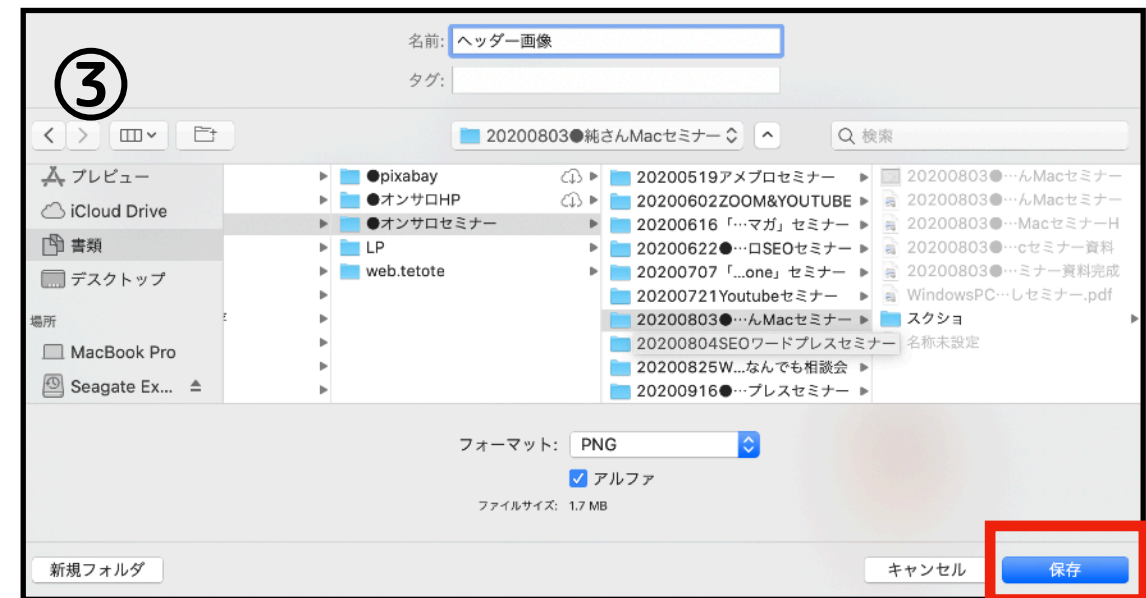 ③
名前: ヘッダー画像
タグ:
20200803●純さんMacセミナー
検索
プレビュー
iCloud Drive
書類
デスクトップ
場所
MacBook Pro
Seagate Ex...
●pixabay
●オンサロHP
●オンサロセミナー
LP
web.tetote
20200519アメブロセミナー
20200602ZOOM&YOUTUBE
20200616「…マガ」セミナー
20200622●…ロSEOセミナー
20200707「...one」セミナー
20200721Youtubeセミナー
20200803●…んMacセミナー
20200804SEOワードプレスセミナー
20200825W...なんでも相談会
20200916●…プレスセミナー
20200803●…んMacセミナー
20200803●…んMacセミナー
20200803●…MacセミナーH
20200803●…cセミナー資料
20200803●…ミナー資料完成
WindowsPC…しセミナー.pdf
スクショ
名称未設定
フォーマット: PNG
アルファ
ファイルサイズ: 1.7 MB
新規フォルダ
キャンセル
保存